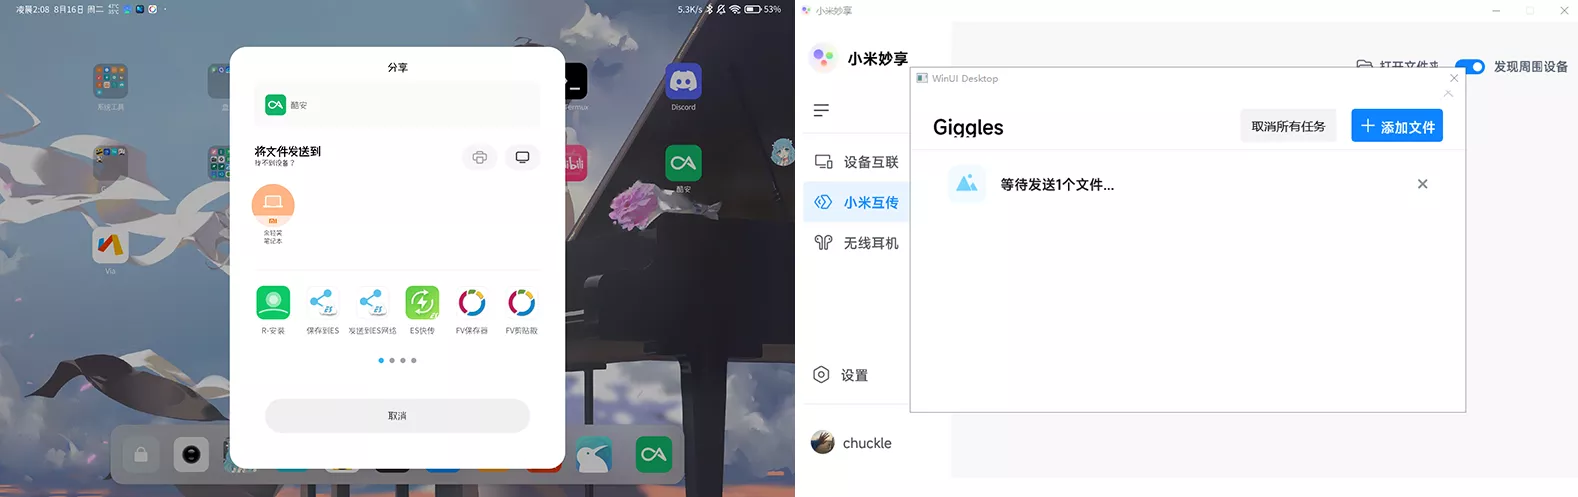 凌晨2:08 8月16日 周二
5.3K/s
53%
系统工具
Via
Discord
酷安
分享
酷安
将文件发送到
找不到设备?
笔记本
R-安装
保存到ES
发送到ES网络
ES快传
FV保存器
FV剪贴板
取消
小米妙享
小米妙享
打开文件夹
发现周围设备
设备互联
小米互传
无线耳机
设置
chuckle
WinUI Desktop
Giggles
取消所有任务
添加文件
等待发送1个文件...